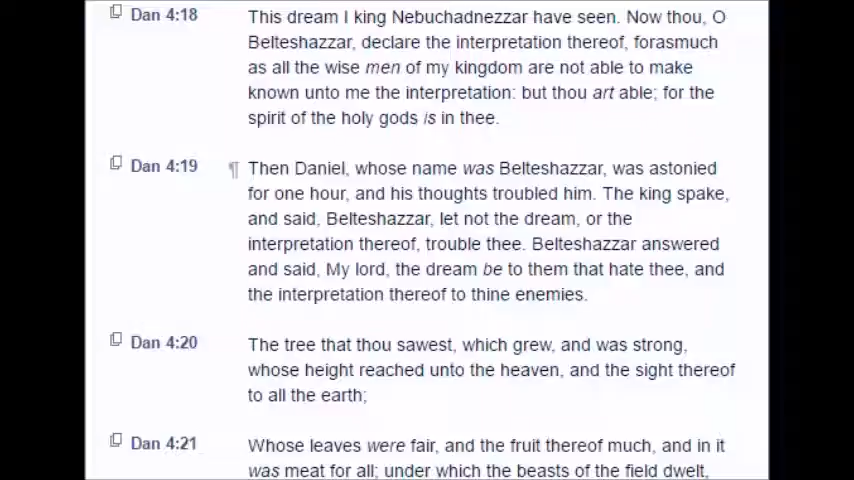 Dan 4:18 This dream I king Nebuchadnezzar have seen. Now thou, O
Belteshazzar, declare the interpretation thereof, forasmuch
as all the wise men of my kingdom are not able to make
known unto me the interpretation: but thou art able; for the
spirit of the holy gods is in thee.
Dan 4:19 ¶ Then Daniel, whose name was Belteshazzar, was astonied
for one hour, and his thoughts troubled him. The king spake,
and said, Belteshazzar, let not the dream, or the
interpretation thereof, trouble thee. Belteshazzar answered
and said, My lord, the dream be to them that hate thee, and
the interpretation thereof to thine enemies.
Dan 4:20 The tree that thou sawest, which grew, and was strong,
whose height reached unto the heaven, and the sight thereof
to all the earth;
Dan 4:21 Whose leaves were fair, and the fruit thereof much, and in it
was meat for all; under which the beasts of the field dwelt,